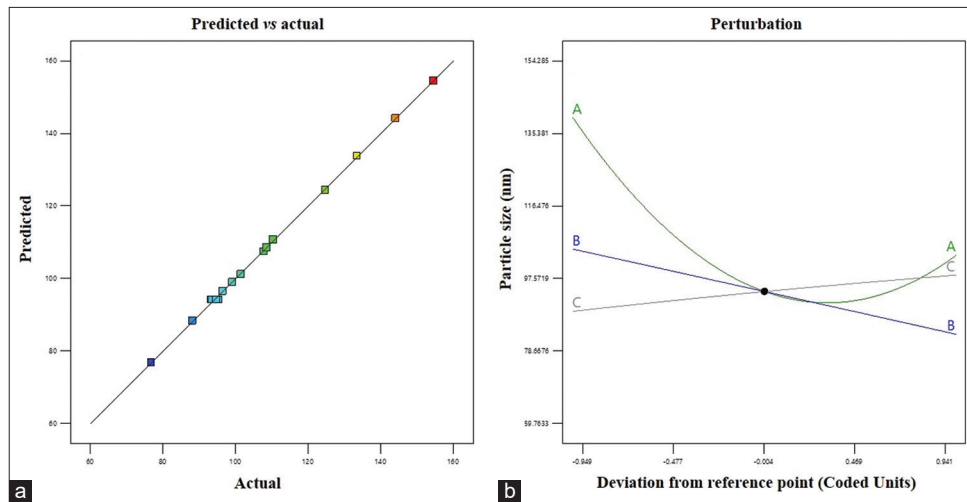 Predicted vs actual
160
140
120
100
80
60
Predicted
60
80
100
120
140
160
Actual
a
Perturbation
154.285
135.381
116.476
97.5719
78.6676
59.7633
Particle size (nm)
A
B
C
A
C
B
-0.949
-0.477
-0.004
0.469
0.941
Deviation from reference point (Coded Units)
b